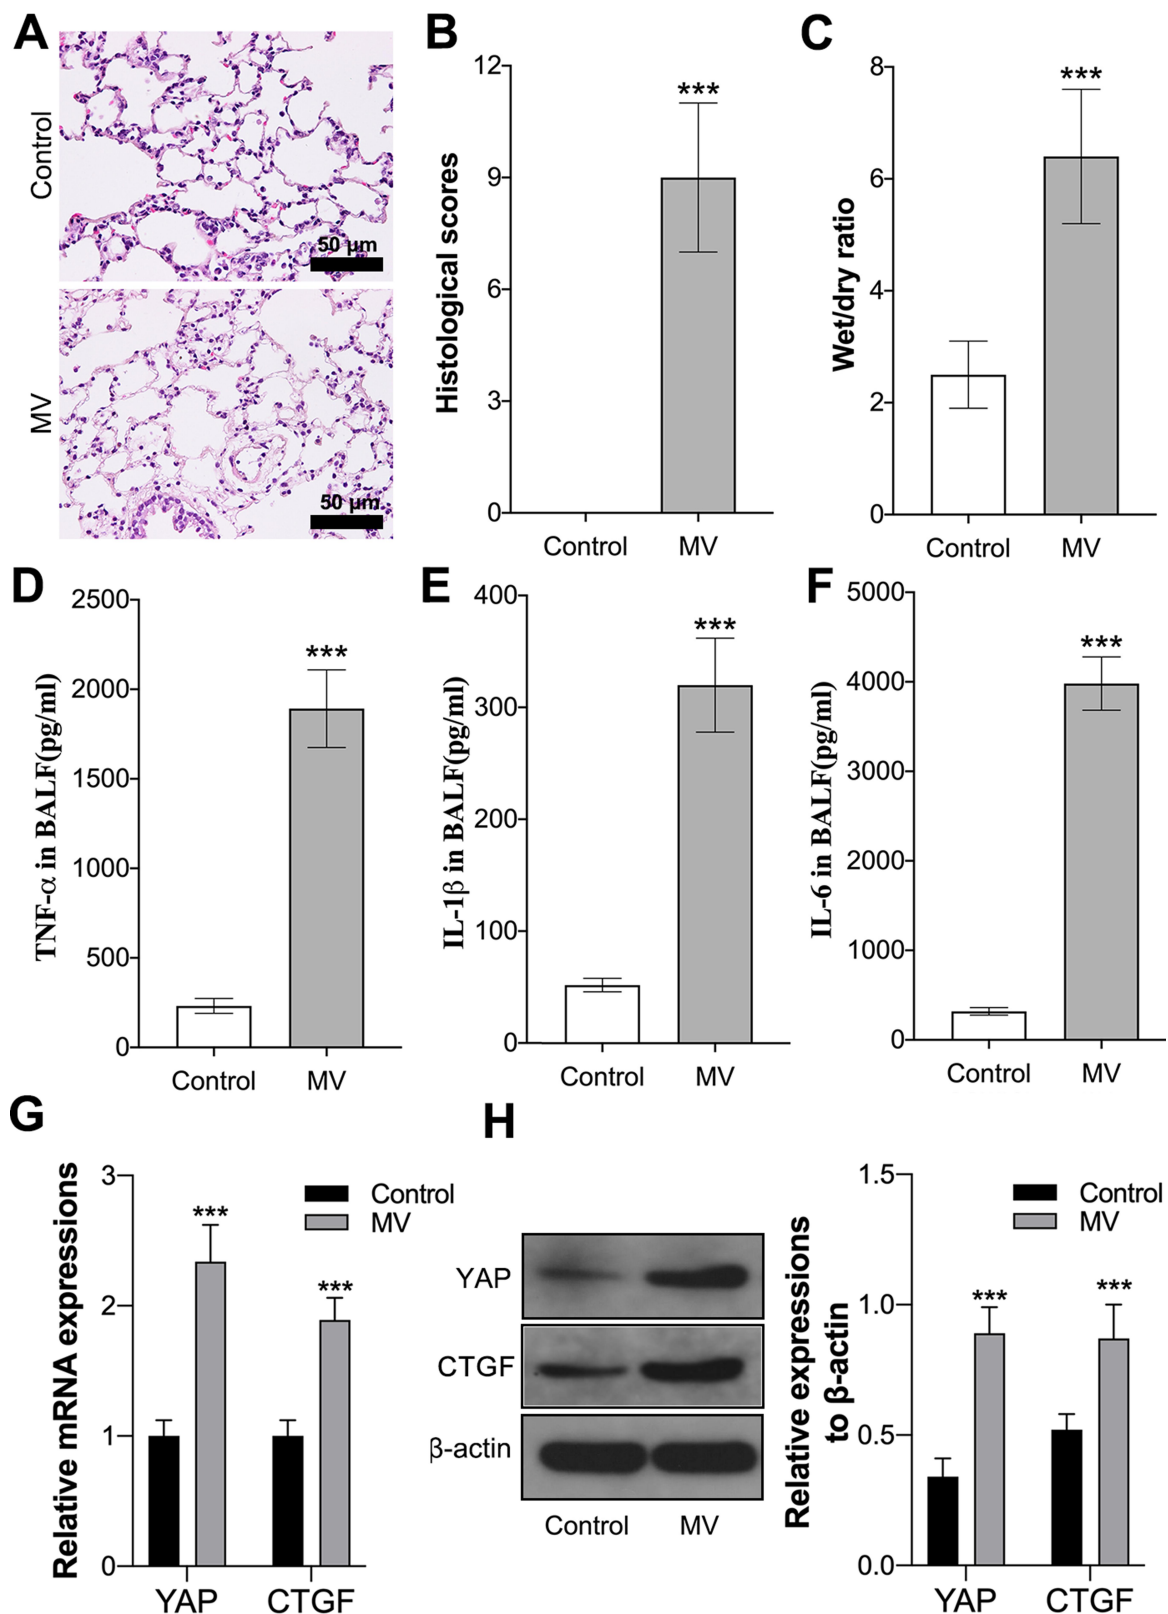 A
Control
50 μm
MV
50 μm
B
Histological scores
12
9
6
3
0
Control
MV
***
C
Wet/dry ratio
8
6
4
2
0
Control
MV
***
D
TNF-α in BALF(pg/ml)
2500
2000
1500
1000
500
0
Control
MV
***
E
IL-1β in BALF(pg/ml)
400
300
200
100
0
Control
MV
***
F
IL-6 in BALF(pg/ml)
5000
4000
3000
2000
1000
0
Control
MV
***
G
Relative mRNA expressions
3
2
1
0
***
***
Control
MV
YAP
CTGF
H
YAP
CTGF
β-actin
Control
MV
Relative expressions
to β-actin
1.5
1.0
0.5
0.0
***
***
Control
MV
YAP
CTGF